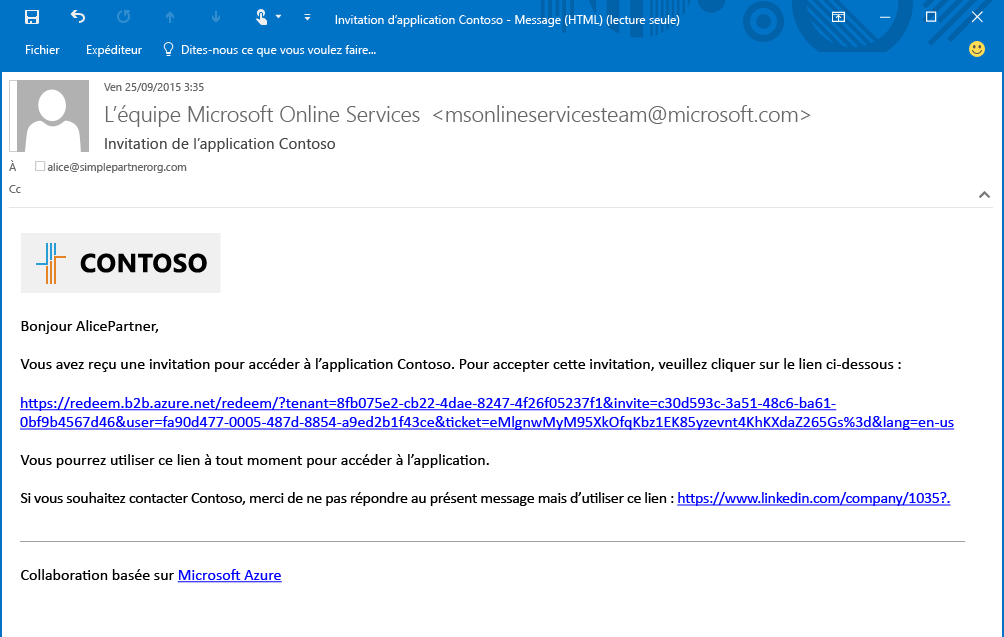 Invitation d’application Contoso - Message (HTML) (lecture seule)
Fichier Expéditeur Dites-nous ce que vous voulez faire...
Ven 25/09/2015 3:35
L’équipe Microsoft Online Services <msonlineservicesteam@microsoft.com>
Invitation de l’application Contoso
À alice@simplepartnerorg.com
Cc
CONTOSO
Bonjour AlicePartner,
Vous avez reçu une invitation pour accéder à l’application Contoso. Pour accepter cette invitation, veuillez cliquer sur le lien ci-dessous :
https://redeem.b2b.azure.net/redeem/?tenant=8fb075e2-cb22-4dae-8247-4f26f05237f1&invite=c30d593c-3a51-48c6-ba61-
0bf9b4567d46&user=fa90d477-0005-487d-8854-a9ed2b1f43ce&ticket=eMlgnwMyM95XkOfqKbz1EK85yzevnt4KhKXdaZ265Gs%3d&lang=en-us
Vous pourrez utiliser ce lien à tout moment pour accéder à l’application.
Si vous souhaitez contacter Contoso, merci de ne pas répondre au présent message mais d’utiliser ce lien : https://www.linkedin.com/company/1035?.
Collaboration basée sur Microsoft Azure